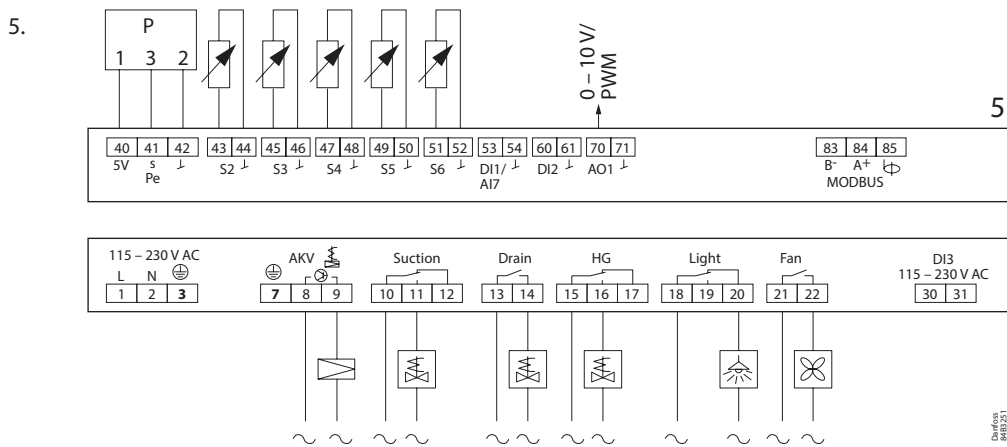 5.
P
1 3 2
0 – 10 V/
PWM
5
40 41 42 43 44 45 46 47 48 49 50 51 52 53 54 60 61 70 71 83 84 85
5V s S2 S3 S4 S5 S6 DI1/ DI2 AO1 B- A+
Pe AI7 MODBUS
115 – 230 V AC AKV Suction Drain HG Light Fan DI3
L N 115 – 230 V AC
1 2 3 7 8 9 10 11 12 13 14 15 16 17 18 19 20 21 22 30 31
Danfoss